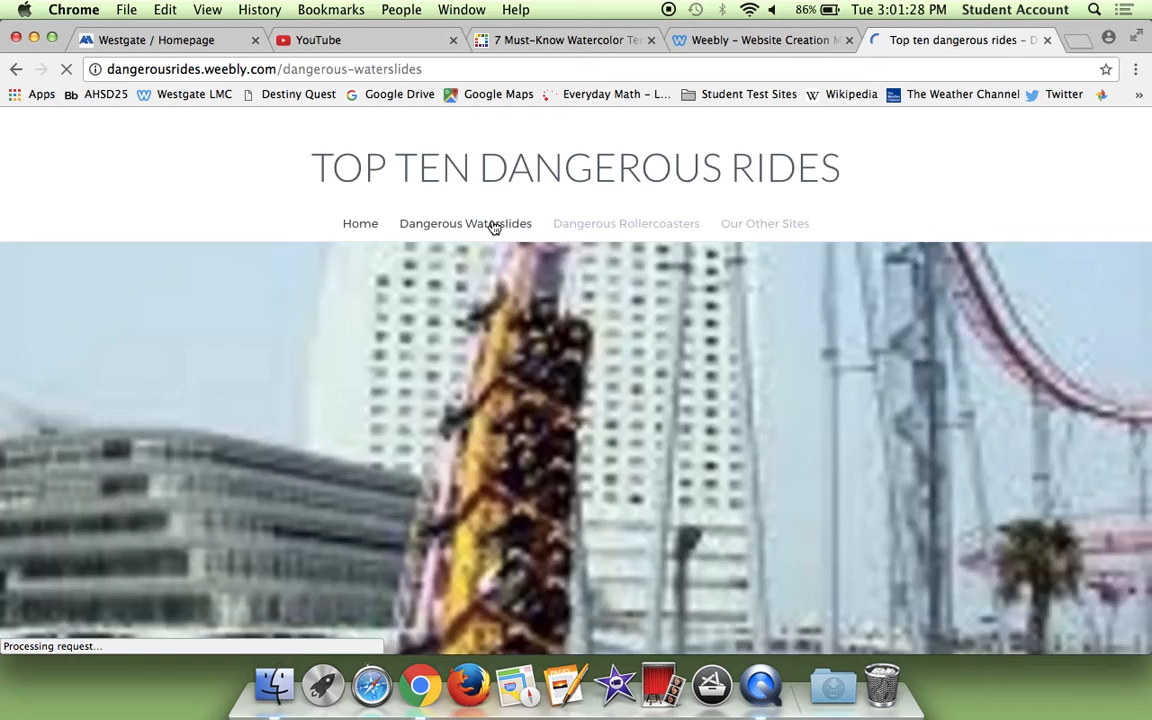 Chrome File Edit View History Bookmarks People Window Help 86% Tue 3:01:28 PM Student Account
Westgate / Homepage YouTube 7 Must-Know Watercolor Tec Weebly - Website Creation M Top ten dangerous rides - D
dangerousrides.weebly.com/dangerous-waterslides
Apps Bb AHSD25 Westgate LMC Destiny Quest Google Drive Google Maps Everyday Math – L... Student Test Sites Wikipedia The Weather Channel Twitter »
TOP TEN DANGEROUS RIDES
Home Dangerous Waterslides Dangerous Rollercoasters Our Other Sites
Processing request...